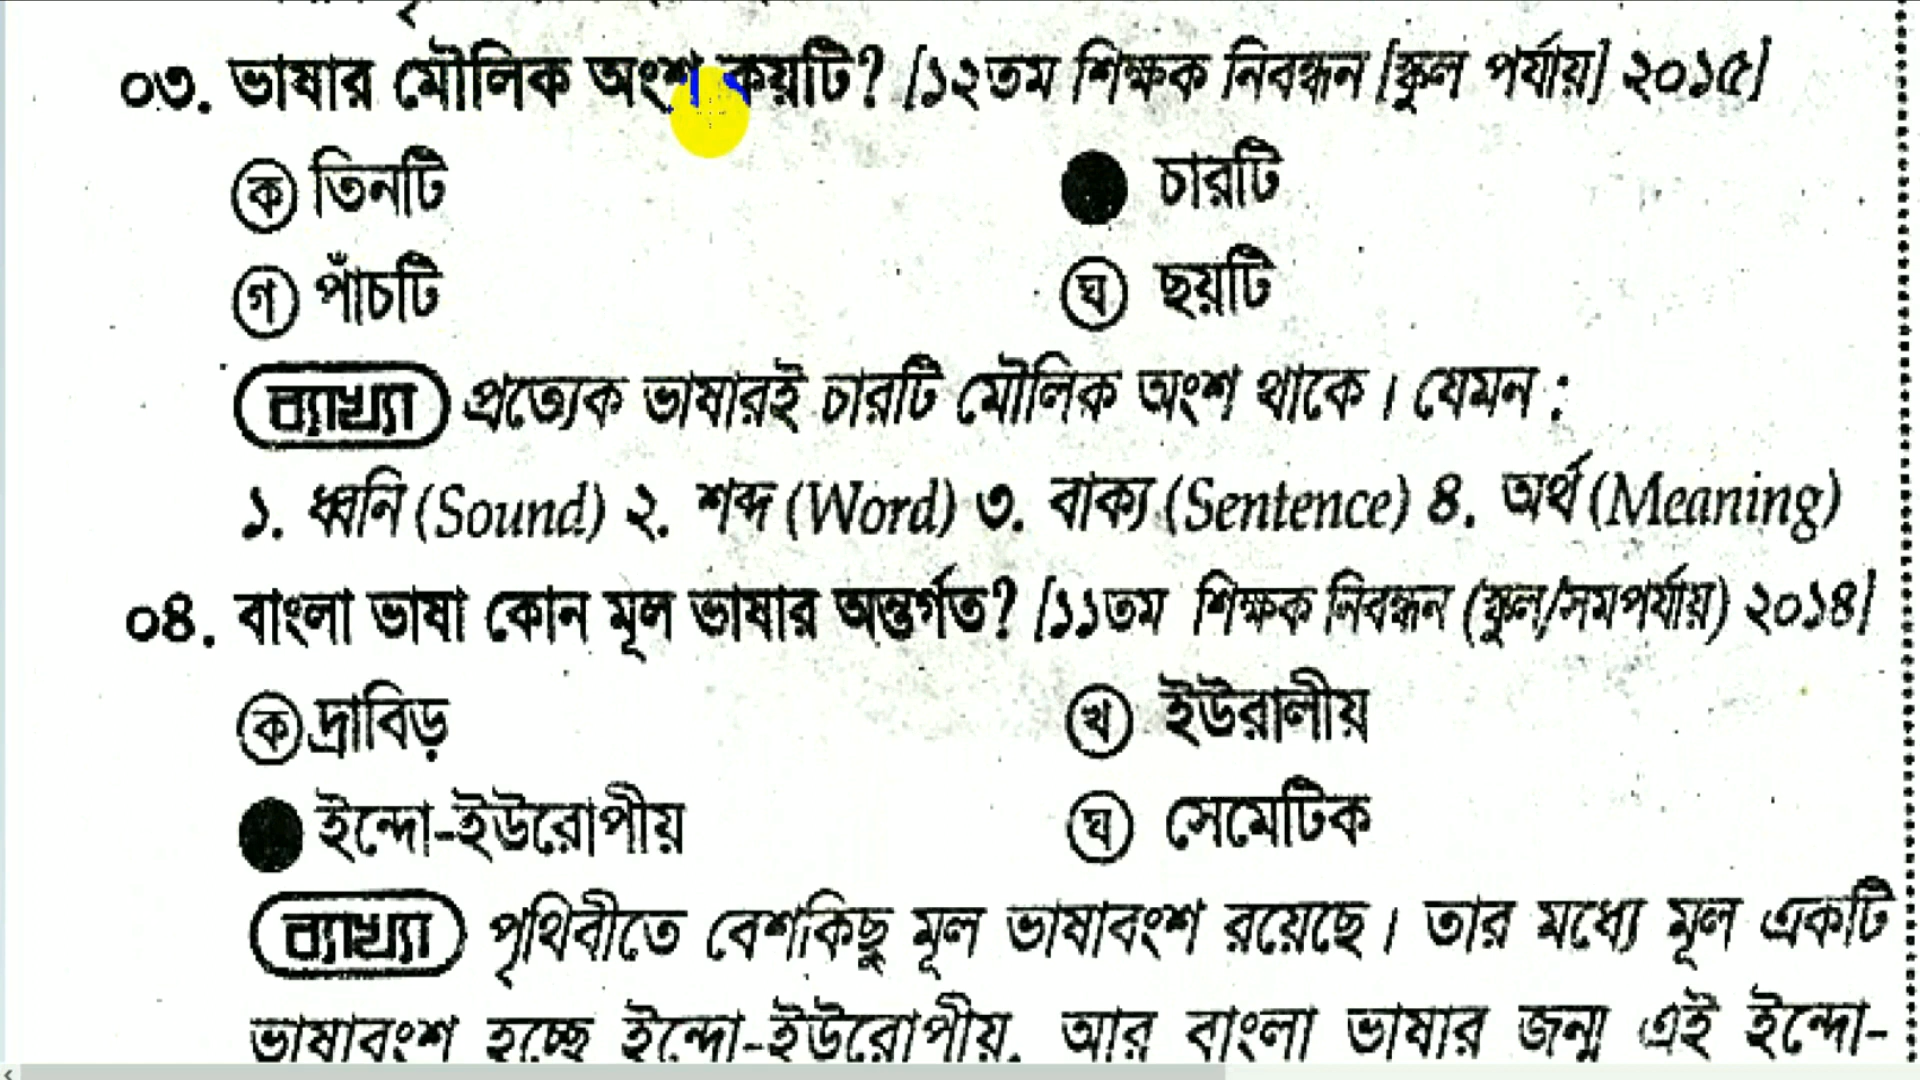 ০৩. ভাষার মৌলিক অংশ কয়টি? [১২তম শিক্ষক নিবন্ধন [স্কুল পর্যায়] ২০১৫]
ক তিনটি চারটি
গ পাঁচটি ঘ ছয়টি
ব্যাখ্যা প্রত্যেক ভাষারই চারটি মৌলিক অংশ থাকে। যেমন :
১. ধ্বনি (Sound) ২. শব্দ (Word) ৩. বাক্য (Sentence) ৪. অর্থ (Meaning)
০৪. বাংলা ভাষা কোন মূল ভাষার অন্তর্গত? [১১তম শিক্ষক নিবন্ধন (স্কুল/সমপর্যায়) ২০১৪]
ক দ্রাবিড় খ ইউরালীয়
ইন্দো-ইউরোপীয় ঘ সেমেটিক
ব্যাখ্যা পৃথিবীতে বেশকিছু মূল ভাষাবংশ রয়েছে। তার মধ্যে মূল একটি
ভাষাবংশ হচ্ছে ইন্দো-ইউরোপীয়. আর বাংলা ভাষার জন্ম এই ইন্দো-